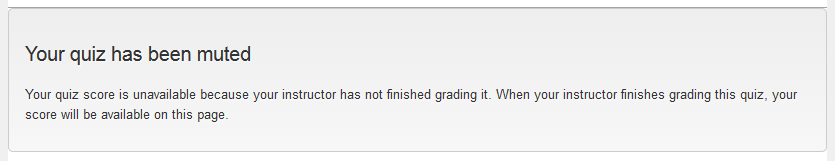 Your quiz has been muted
Your quiz score is unavailable because your instructor has not finished grading it. When your instructor finishes grading this quiz, your
score will be available on this page.